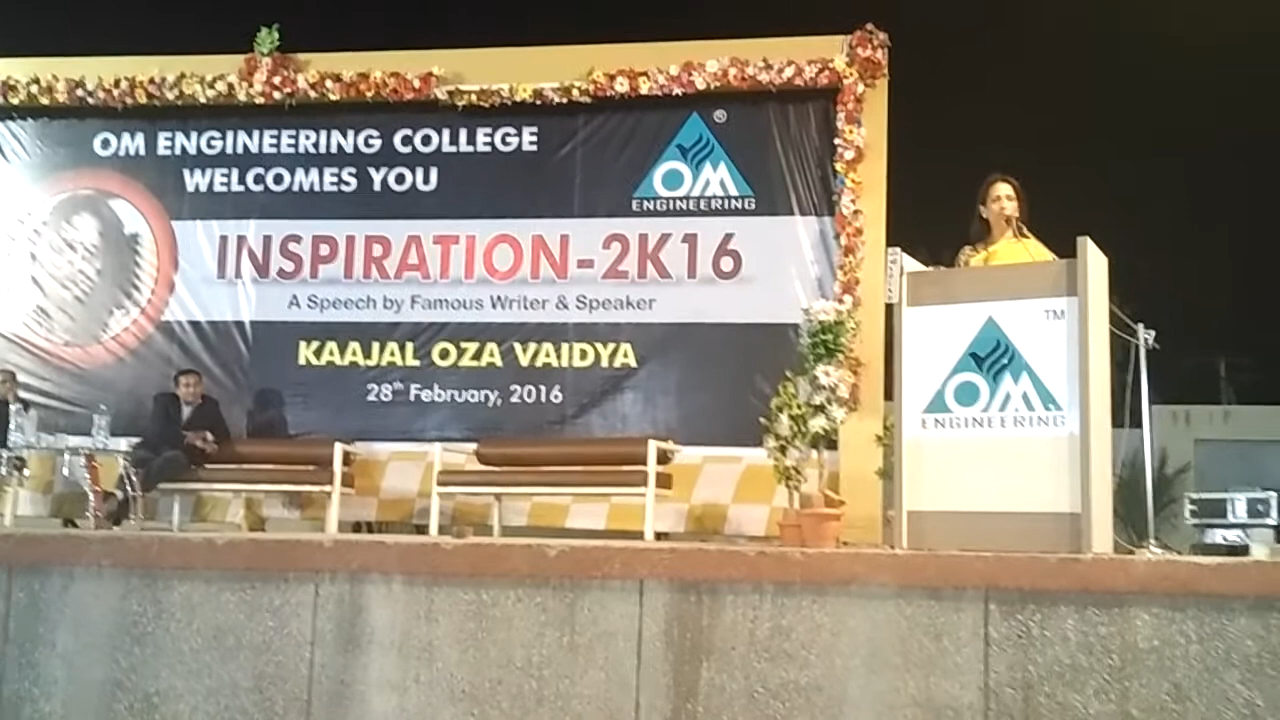 OM ENGINEERING COLLEGE
WELCOMES YOU
®
OM
ENGINEERING
INSPIRATION-2K16
A Speech by Famous Writer & Speaker
KAAJAL OZA VAIDYA
28th February, 2016
TM
OM
ENGINEERING